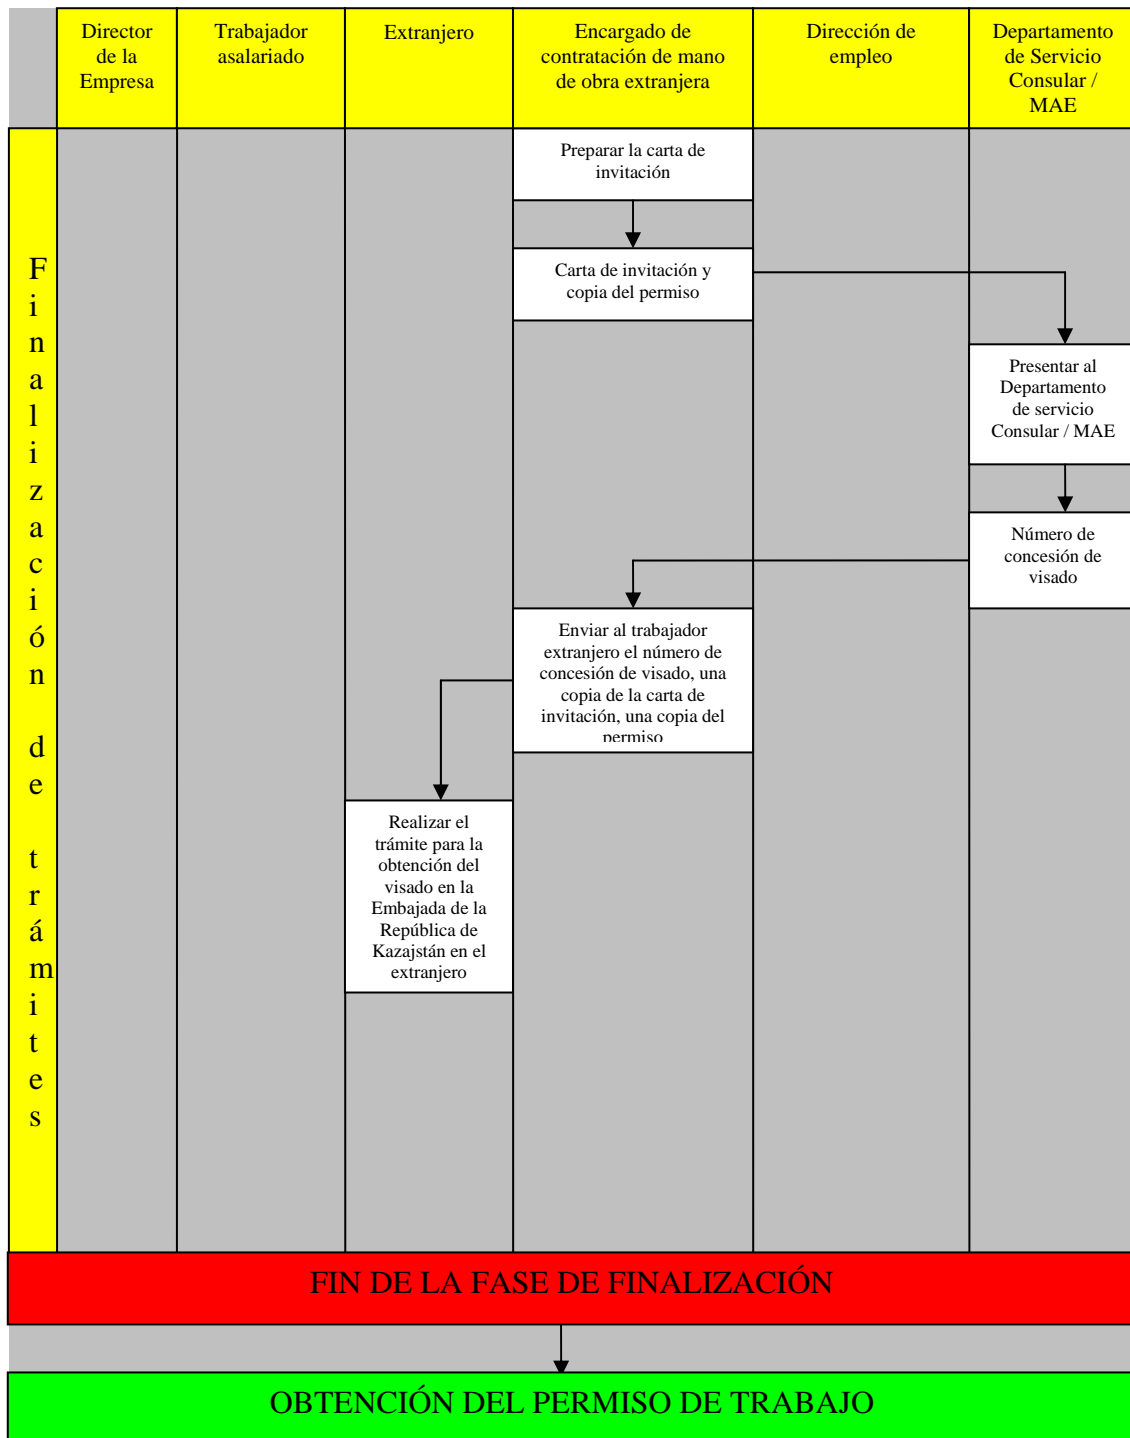 Director
de la
Empresa
Trabajador
asalariado
Extranjero
Encargado de
contratación de mano
de obra extranjera
Dirección de
empleo
Departamento
de Servicio
Consular /
MAE
Finalización de trámites
Preparar la carta de
invitación
Carta de invitación y
copia del permiso
Presentar al
Departamento
de servicio
Consular / MAE
Número de
concesión de
visado
Enviar al trabajador
extranjero el número de
concesión de visado, una
copia de la carta de
invitación, una copia del
permiso
Realizar el
trámite para la
obtención del
visado en la
Embajada de la
República de
Kazajstán en el
extranjero
FIN DE LA FASE DE FINALIZACIÓN
OBTENCIÓN DEL PERMISO DE TRABAJO